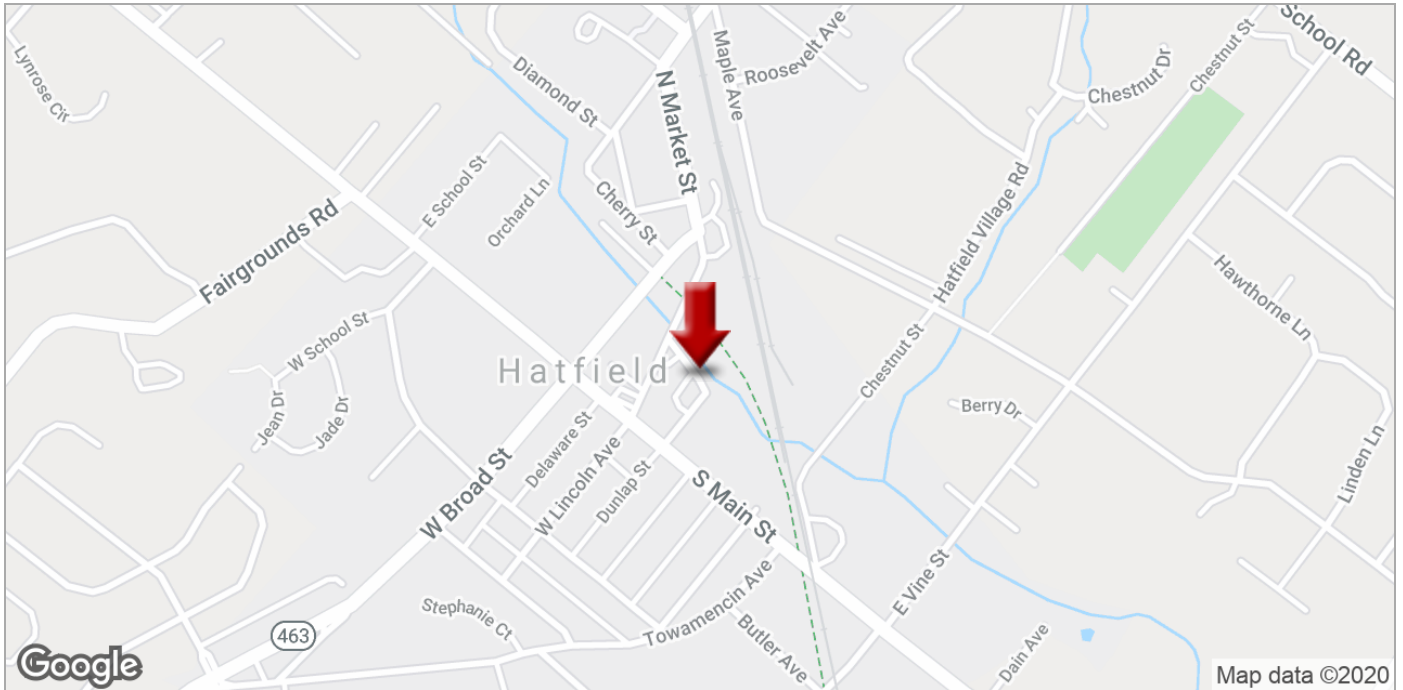 School Rd
Lynrose Cir
Diamond St
N Market St
Maple Ave
Roosevelt Ave
Chestnut Dr
Chestnut St
E School St
Orchard Ln
Cherry St
Fairgrounds Rd
Hatfield Village Rd
Hawthorne Ln
W School St
Hatfield
Chestnut St
Jean Dr
Jade Dr
Berry Dr
Delaware St
W Lincoln Ave
Dunlap St
W Broad St
S Main St
Linden Ln
E Vine St
Stephanie Ct
Towamencin Ave
Butler Ave
Dain Ave
463
Google
Map data ©2020